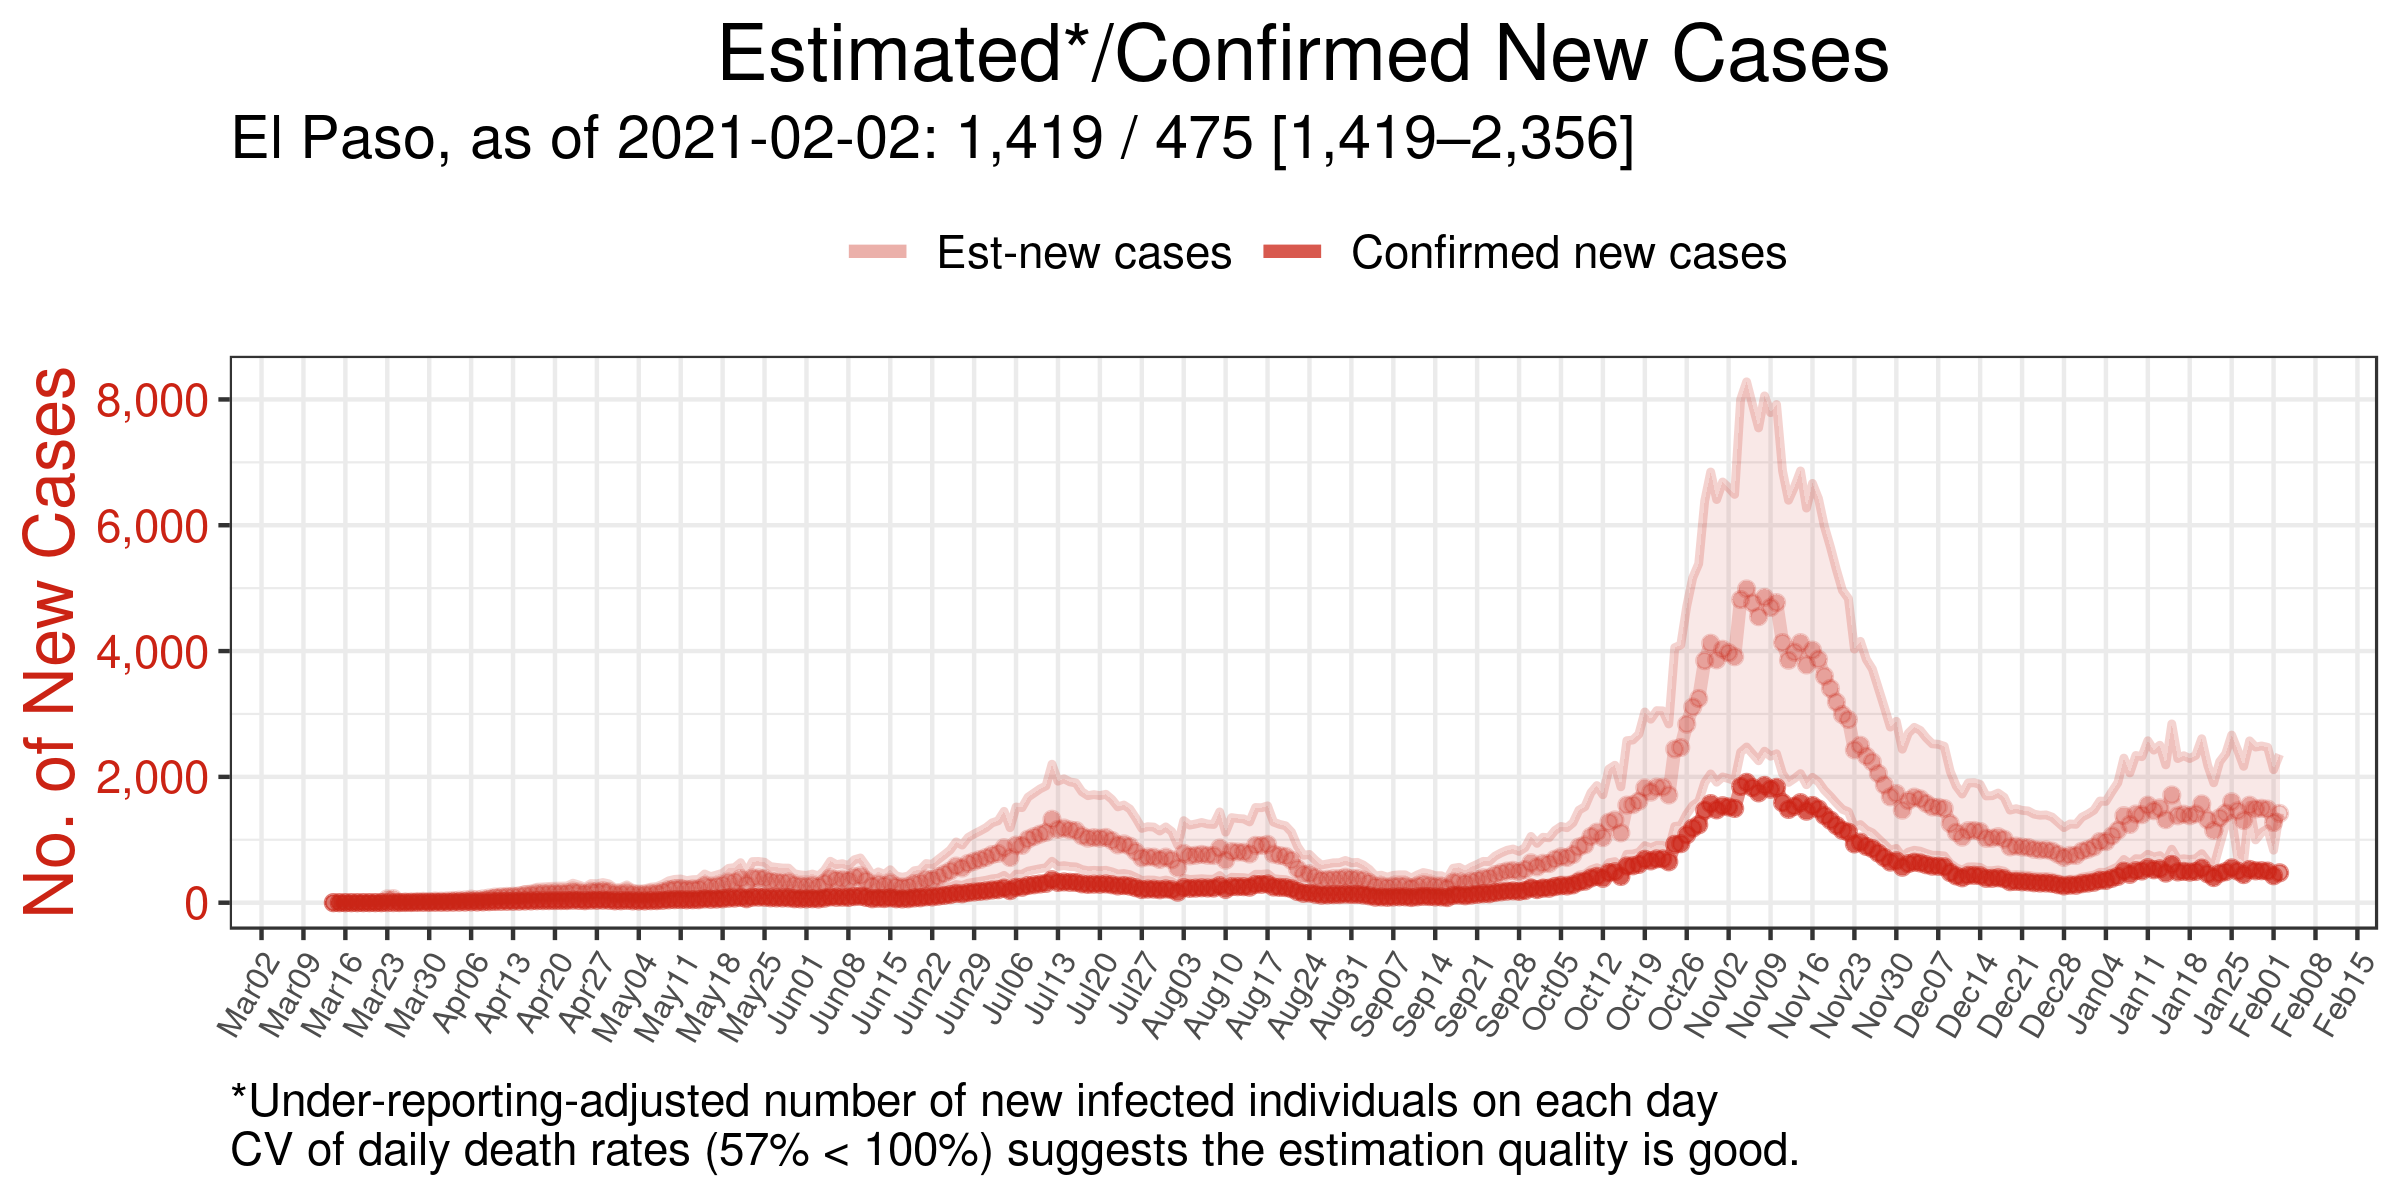 Estimated*/Confirmed New Cases
El Paso, as of 2021-02-02: 1,419 / 475 [1,419–2,356]
Est-new cases Confirmed new cases
No. of New Cases
8,000
6,000
4,000
2,000
0
Mar02 Mar09 Mar16 Mar23 Mar30 Apr06 Apr13 Apr20 Apr27 May04 May11 May18 May25 Jun01 Jun08 Jun15 Jun22 Jun29 Jul06 Jul13 Jul20 Jul27 Aug03 Aug10 Aug17 Aug24 Aug31 Sep07 Sep14 Sep21 Sep28 Oct05 Oct12 Oct19 Oct26 Nov02 Nov09 Nov16 Nov23 Nov30 Dec07 Dec14 Dec21 Dec28 Jan04 Jan11 Jan18 Jan25 Feb01 Feb08 Feb15
*Under-reporting-adjusted number of new infected individuals on each day
CV of daily death rates (57% < 100%) suggests the estimation quality is good.